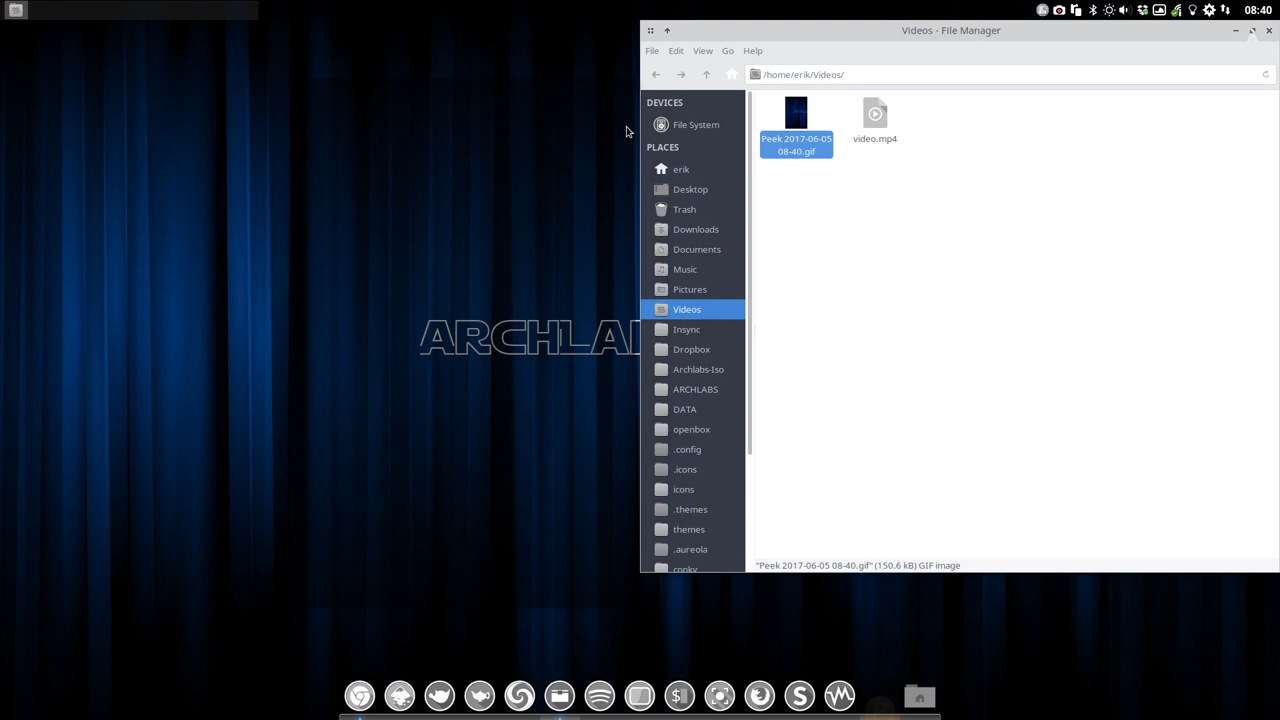 08:40
Videos - File Manager
File Edit View Go Help
/home/erik/Videos/
DEVICES
File System
PLACES
erik
Desktop
Trash
Downloads
Documents
Music
Pictures
Videos
Insync
Dropbox
Archlabs-Iso
ARCHLABS
DATA
openbox
.config
.icons
icons
.themes
themes
.aureola
conky
Peek 2017-06-05
08-40.gif
video.mp4
"Peek 2017-06-05 08-40.gif" (150.6 kB) GIF image
ARCHLA